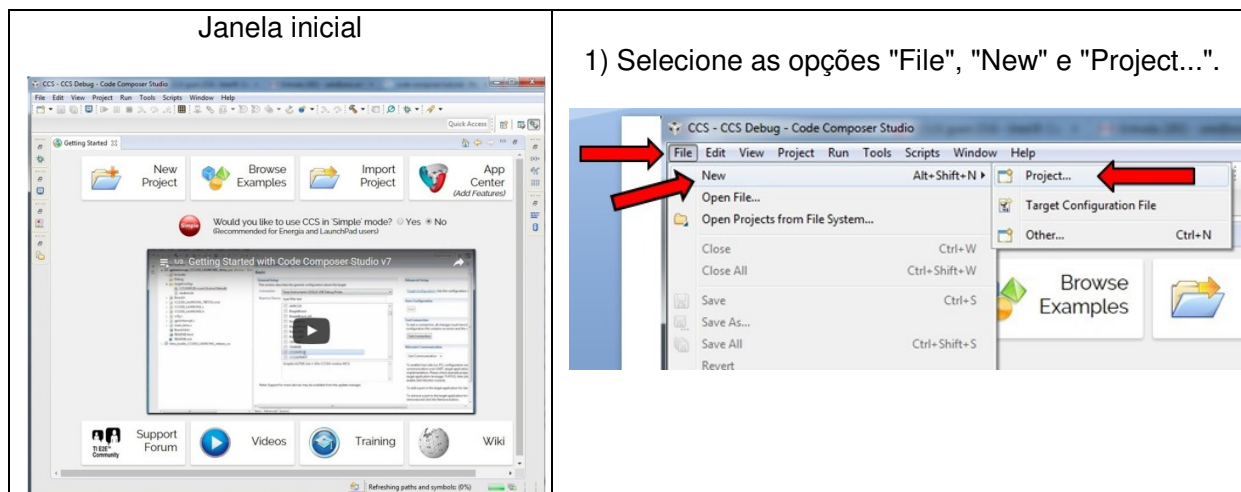 Janela inicial
CCS - CCS Debug - Code Composer Studio
File Edit View Project Run Tools Scripts Window Help
Quick Access
Getting Started
New Project
Browse Examples
Import Project
App Center
(Add Features)
Simple
Would you like to use CCS in 'Simple' mode? Yes No
(Recommended for Energia and LaunchPad users)
Getting Started with Code Composer Studio v7
Support Forum
TI E2E Community
Videos
Training
Wiki
Refreshing paths and symbols: (0%)
1) Selecione as opções "File", "New" e "Project...".
CCS - CCS Debug - Code Composer Studio
File Edit View Project Run Tools Scripts Window Help
New Alt+Shift+N
Project...
Open File...
Target Configuration File
Open Projects from File System...
Other... Ctrl+N
Close Ctrl+W
Close All Ctrl+Shift+W
Save Ctrl+S
Save As...
Save All Ctrl+Shift+S
Revert
Browse
Examples